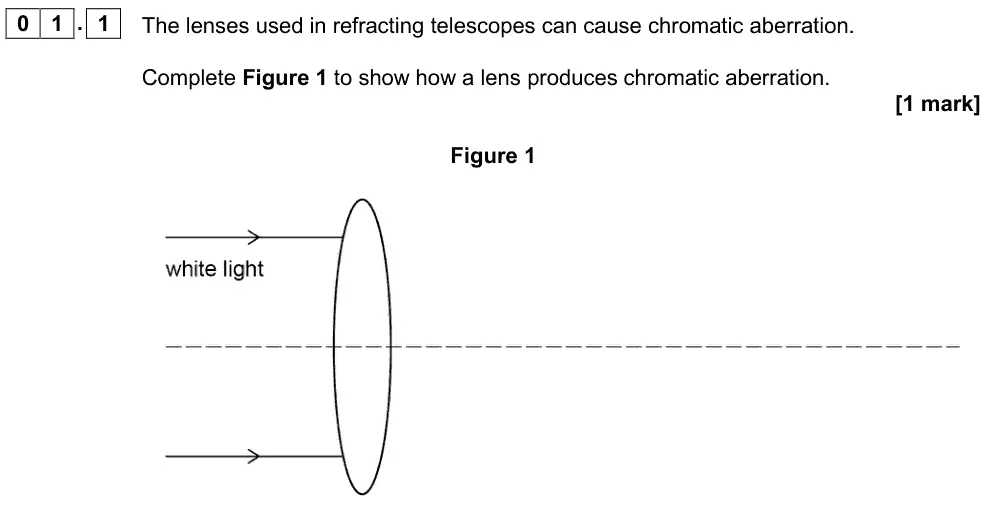 0 1 . 1 The lenses used in refracting telescopes can cause chromatic aberration.
Complete Figure 1 to show how a lens produces chromatic aberration.
[1 mark]
Figure 1
white light